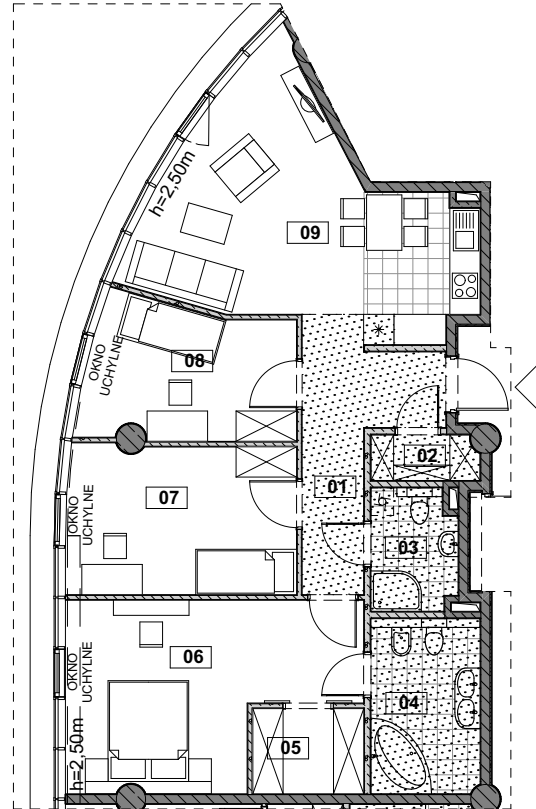 h=2,50m
09
OKNO
UCHYLNE
08
02
07
01
OKNO
UCHYLNE
03
06
OKNO
UCHYLNE
04
h=2,50m
05